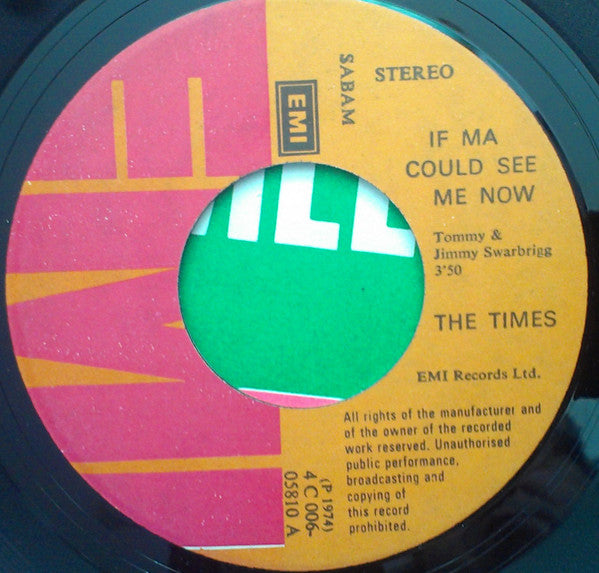 EMI
SABAM
EMI
STEREO
IF MA
COULD SEE
ME NOW
Tommy &
Jimmy Swarbrigg
3'50
THE TIMES
EMI Records Ltd.
All rights of the manufacturer and
of the owner of the recorded
work reserved. Unauthorised
public performance,
broadcasting and
copying of
this record
prohibited.
(P 1974)
4 C 006-
05810 A